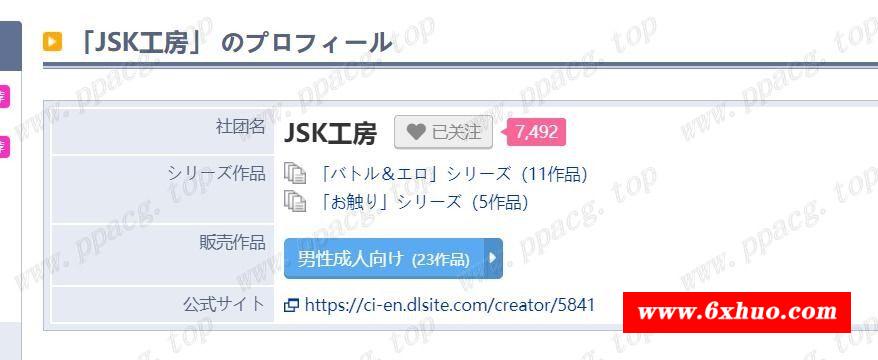 「JSK工房」 のプロフィール
社团名 JSK工房 已关注 7,492
シリーズ作品 「バトル＆エロ」シリーズ（11作品）
「お触り」シリーズ（5作品）
販売作品 男性成人向け (23作品)
公式サイト https://ci-en.dlsite.com/creator/5841
www.6xhuo.com
www.ppacg.top
荐
荐